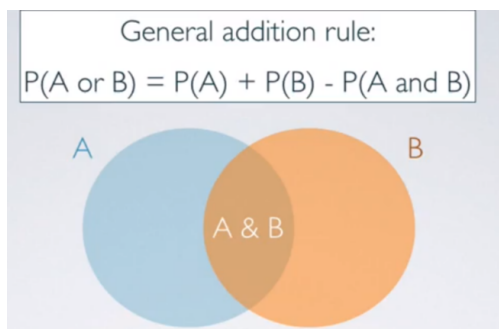 General addition rule:
P(A or B) = P(A) + P(B) - P(A and B)
A
B
A & B